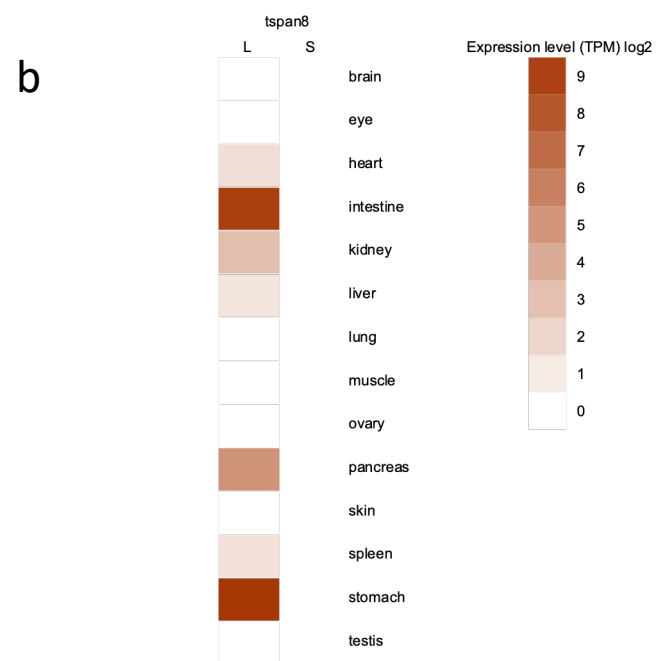 tspan8
L S Expression level (TPM) log2
b
brain 9
eye 8
heart 7
intestine 6
kidney 5
liver 4
lung 3
muscle 2
ovary 1
pancreas 0
skin
spleen
stomach
testis